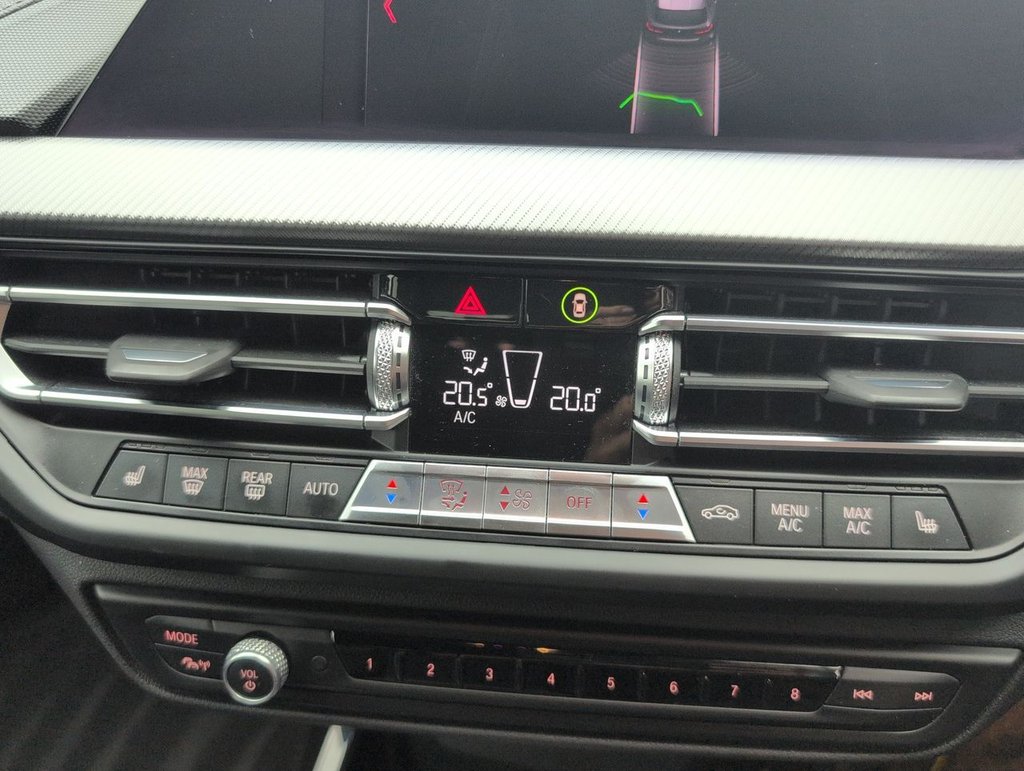 20.5° 20.0°
A/C
MAX
REAR
AUTO
OFF
MENU
A/C
MAX
A/C
MODE
VOL
1 2 3 4 5 6 7 8